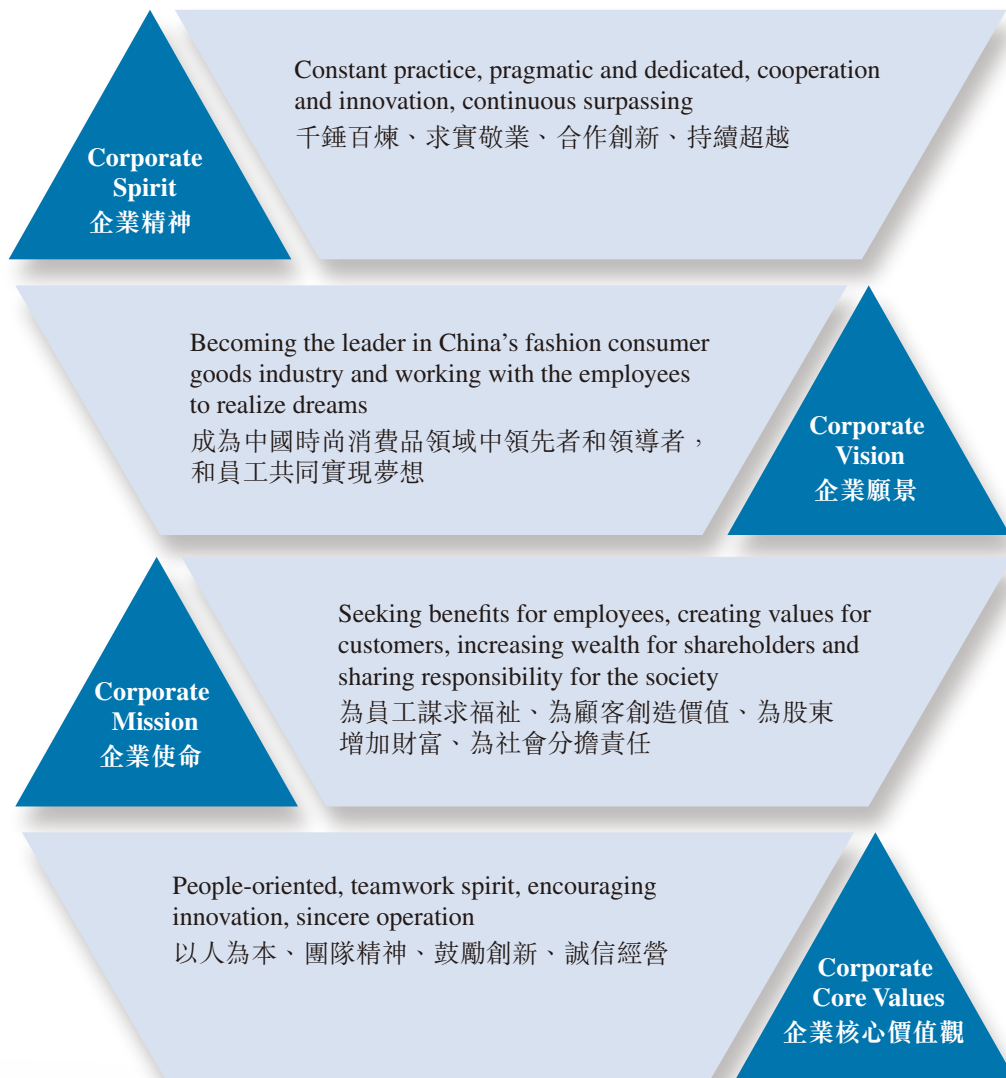 Corporate
Spirit
企業精神
Constant practice, pragmatic and dedicated, cooperation
and innovation, continuous surpassing
千錘百煉、求實敬業、合作創新、持續超越
Becoming the leader in China’s fashion consumer
goods industry and working with the employees
to realize dreams
成為中國時尚消費品領域中領先者和領導者，
和員工共同實現夢想
Corporate
Vision
企業願景
Corporate
Mission
企業使命
Seeking benefits for employees, creating values for
customers, increasing wealth for shareholders and
sharing responsibility for the society
為員工謀求福祉、為顧客創造價值、為股東
增加財富、為社會分擔責任
People-oriented, teamwork spirit, encouraging
innovation, sincere operation
以人為本、團隊精神、鼓勵創新、誠信經營
Corporate
Core Values
企業核心價值觀